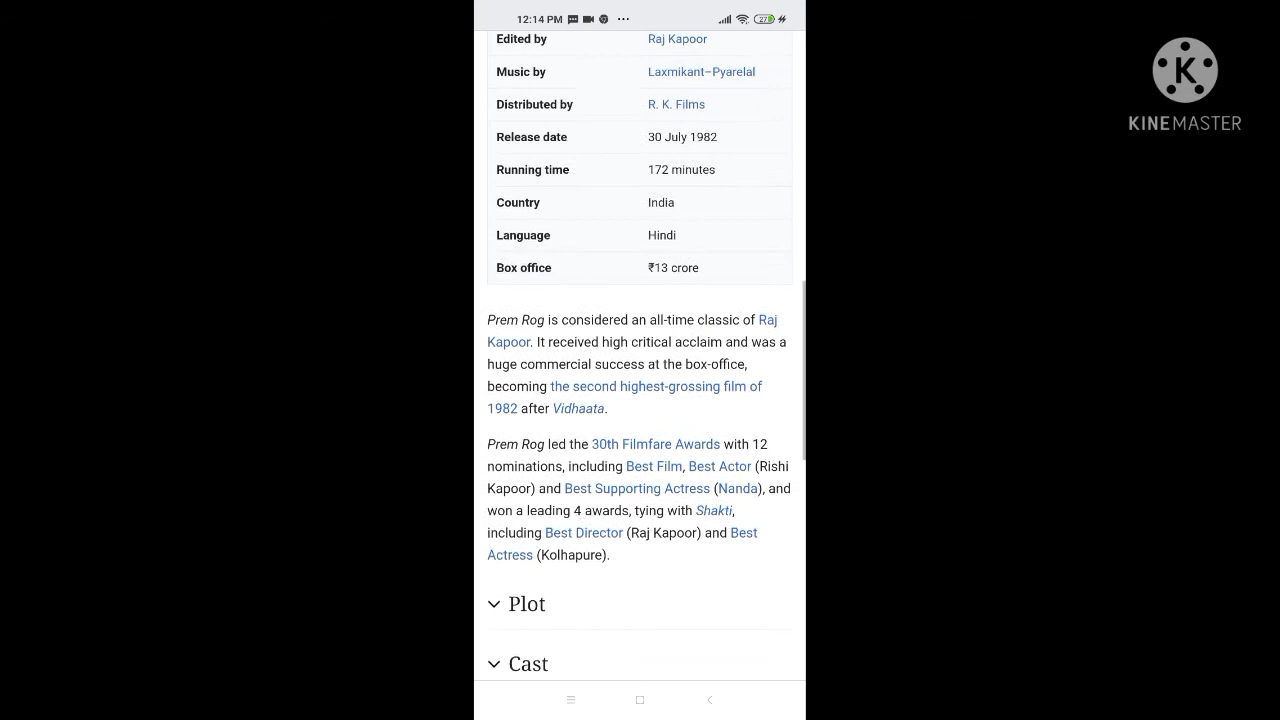 12:14 PM ... 27
Edited by Raj Kapoor
Music by Laxmikant–Pyarelal
Distributed by R. K. Films
Release date 30 July 1982
Running time 172 minutes
Country India
Language Hindi
Box office ₹13 crore
Prem Rog is considered an all-time classic of Raj
Kapoor. It received high critical acclaim and was a
huge commercial success at the box-office,
becoming the second highest-grossing film of
1982 after Vidhaata.
Prem Rog led the 30th Filmfare Awards with 12
nominations, including Best Film, Best Actor (Rishi
Kapoor) and Best Supporting Actress (Nanda), and
won a leading 4 awards, tying with Shakti,
including Best Director (Raj Kapoor) and Best
Actress (Kolhapure).
Plot
Cast
K
KINEMASTER